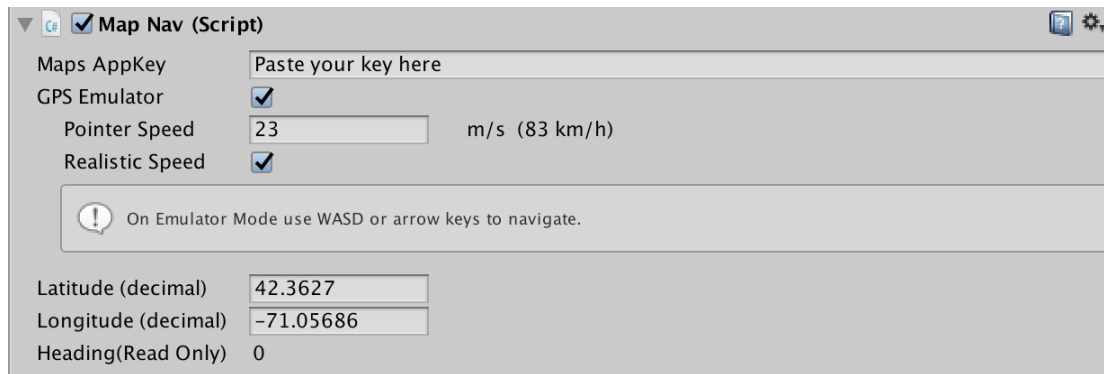 C# Map Nav (Script)
Maps AppKey Paste your key here
GPS Emulator
Pointer Speed 23 m/s (83 km/h)
Realistic Speed
On Emulator Mode use WASD or arrow keys to navigate.
Latitude (decimal) 42.3627
Longitude (decimal) -71.05686
Heading(Read Only) 0